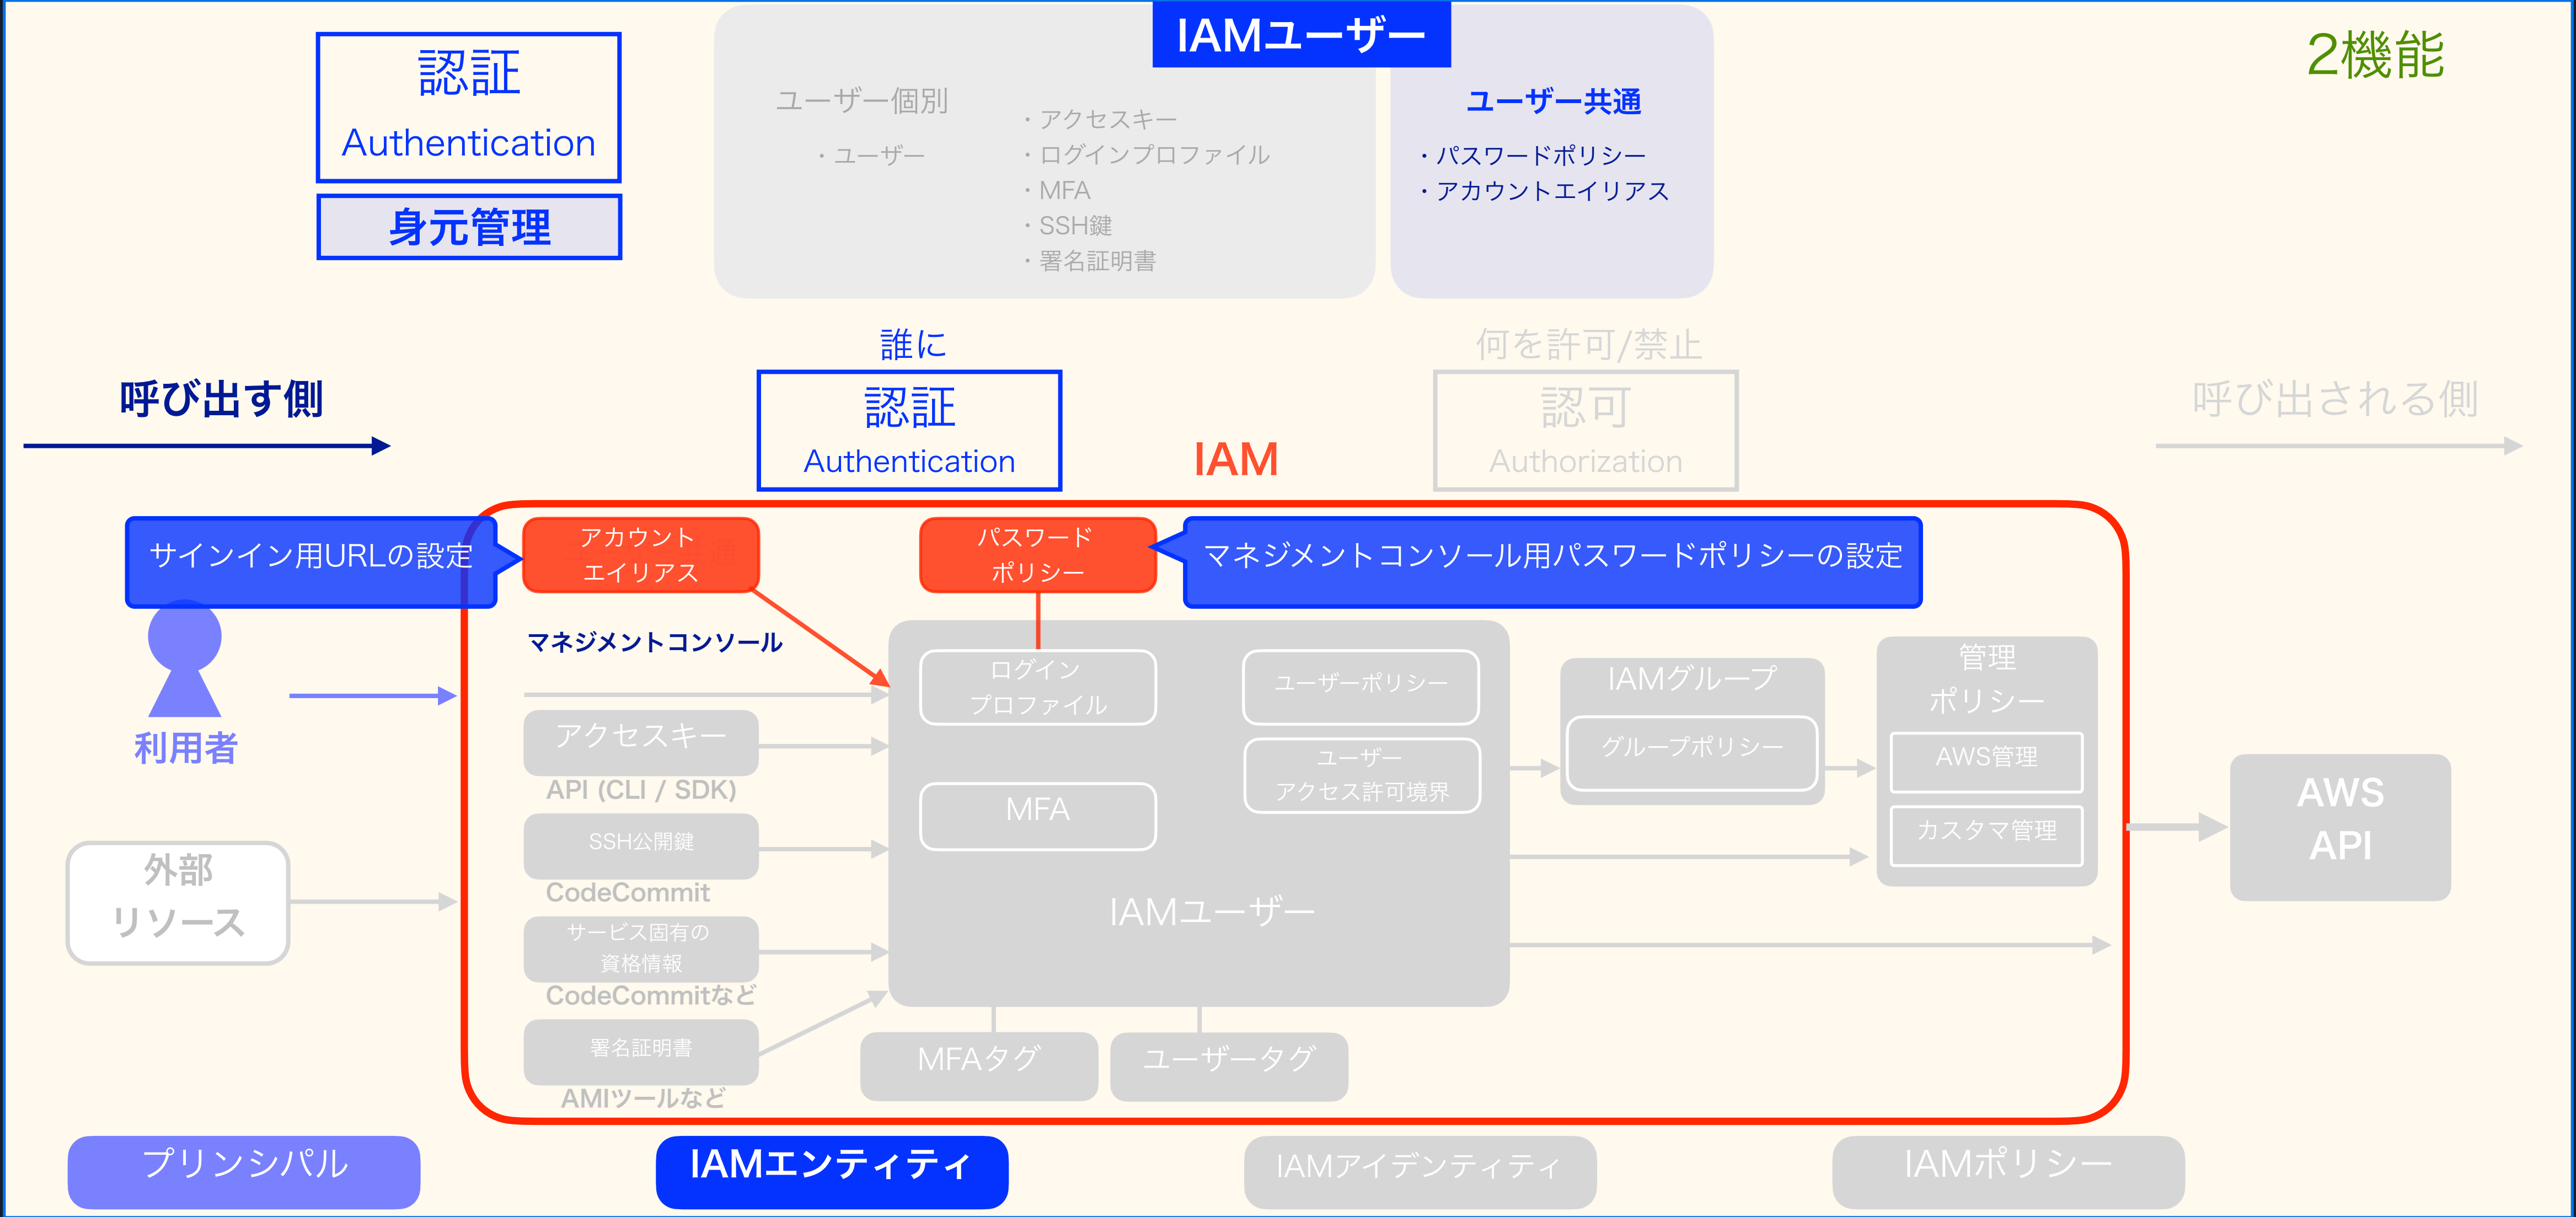 IAMユーザー
2機能
認証
Authentication
身元管理
ユーザー個別
・ユーザー
・アクセスキー
・ログインプロファイル
・MFA
・SSH鍵
・署名証明書
ユーザー共通
・パスワードポリシー
・アカウントエイリアス
呼び出す側
誰に
認証
Authentication
IAM
何を許可/禁止
認可
Authorization
呼び出される側
サインイン用URLの設定
アカウント
エイリアス
パスワード
ポリシー
マネジメントコンソール用パスワードポリシーの設定
利用者
外部
リソース
マネジメントコンソール
アクセスキー
API (CLI / SDK)
SSH公開鍵
CodeCommit
サービス固有の
資格情報
CodeCommitなど
署名証明書
AMIツールなど
ログイン
プロファイル
MFA
ユーザーポリシー
ユーザー
アクセス許可境界
IAMユーザー
MFAタグ
ユーザータグ
IAMグループ
グループポリシー
管理
ポリシー
AWS管理
カスタマ管理
AWS
API
プリンシパル
IAMエンティティ
IAMアイデンティティ
IAMポリシー